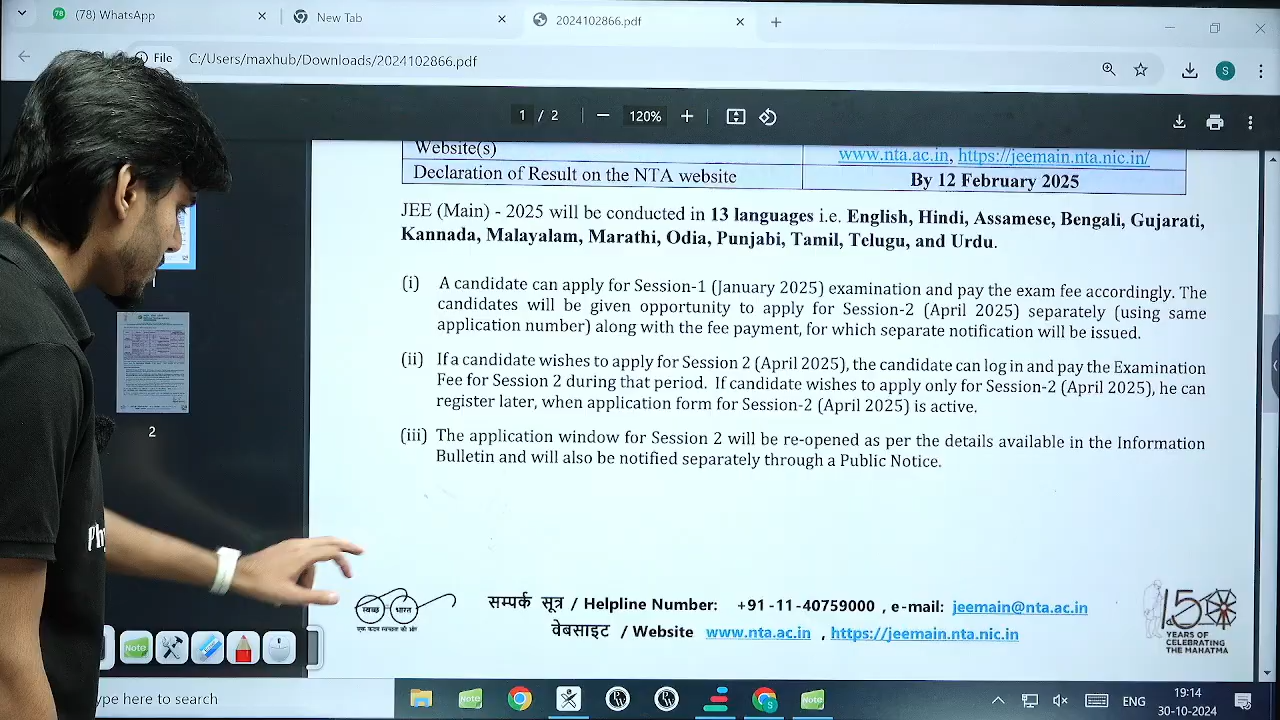 (78) WhatsApp
New Tab
2024102866.pdf
File C:/Users/maxhub/Downloads/2024102866.pdf
S
1 / 2
120%
Website(s) www.nta.ac.in, https://jeemain.nta.nic.in/
Declaration of Result on the NTA website By 12 February 2025
JEE (Main) - 2025 will be conducted in 13 languages i.e. English, Hindi, Assamese, Bengali, Gujarati,
Kannada, Malayalam, Marathi, Odia, Punjabi, Tamil, Telugu, and Urdu.
(i) A candidate can apply for Session-1 (January 2025) examination and pay the exam fee accordingly. The
candidates will be given opportunity to apply for Session-2 (April 2025) separately (using same
application number) along with the fee payment, for which separate notification will be issued.
(ii) If a candidate wishes to apply for Session 2 (April 2025), the candidate can log in and pay the Examination
Fee for Session 2 during that period. If candidate wishes to apply only for Session-2 (April 2025), he can
register later, when application form for Session-2 (April 2025) is active.
(iii) The application window for Session 2 will be re-opened as per the details available in the Information
Bulletin and will also be notified separately through a Public Notice.
1
2
Ph
स्वच्छ भारत
एक कदम स्वच्छता की ओर
सम्पर्क सूत्र / Helpline Number: +91 -11-40759000 , e-mail: jeemain@nta.ac.in
वेबसाइट / Website www.nta.ac.in , https://jeemain.nta.nic.in
150
YEARS OF
CELEBRATING
THE MAHATMA
Note
ype here to search
Note
Note
ENG
19:14
30-10-2024